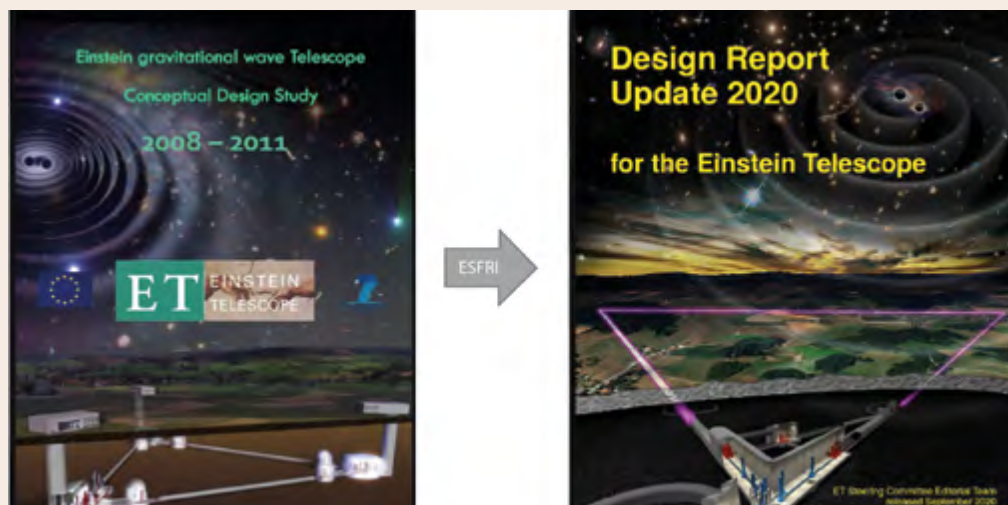 Einstein gravitational wave Telescope
Conceptual Design Study
2008 – 2011
ET EINSTEIN
TELESCOPE
ESFRI
Design Report
Update 2020
for the Einstein Telescope
ET Steering Committee Editorial Team
released September 2020